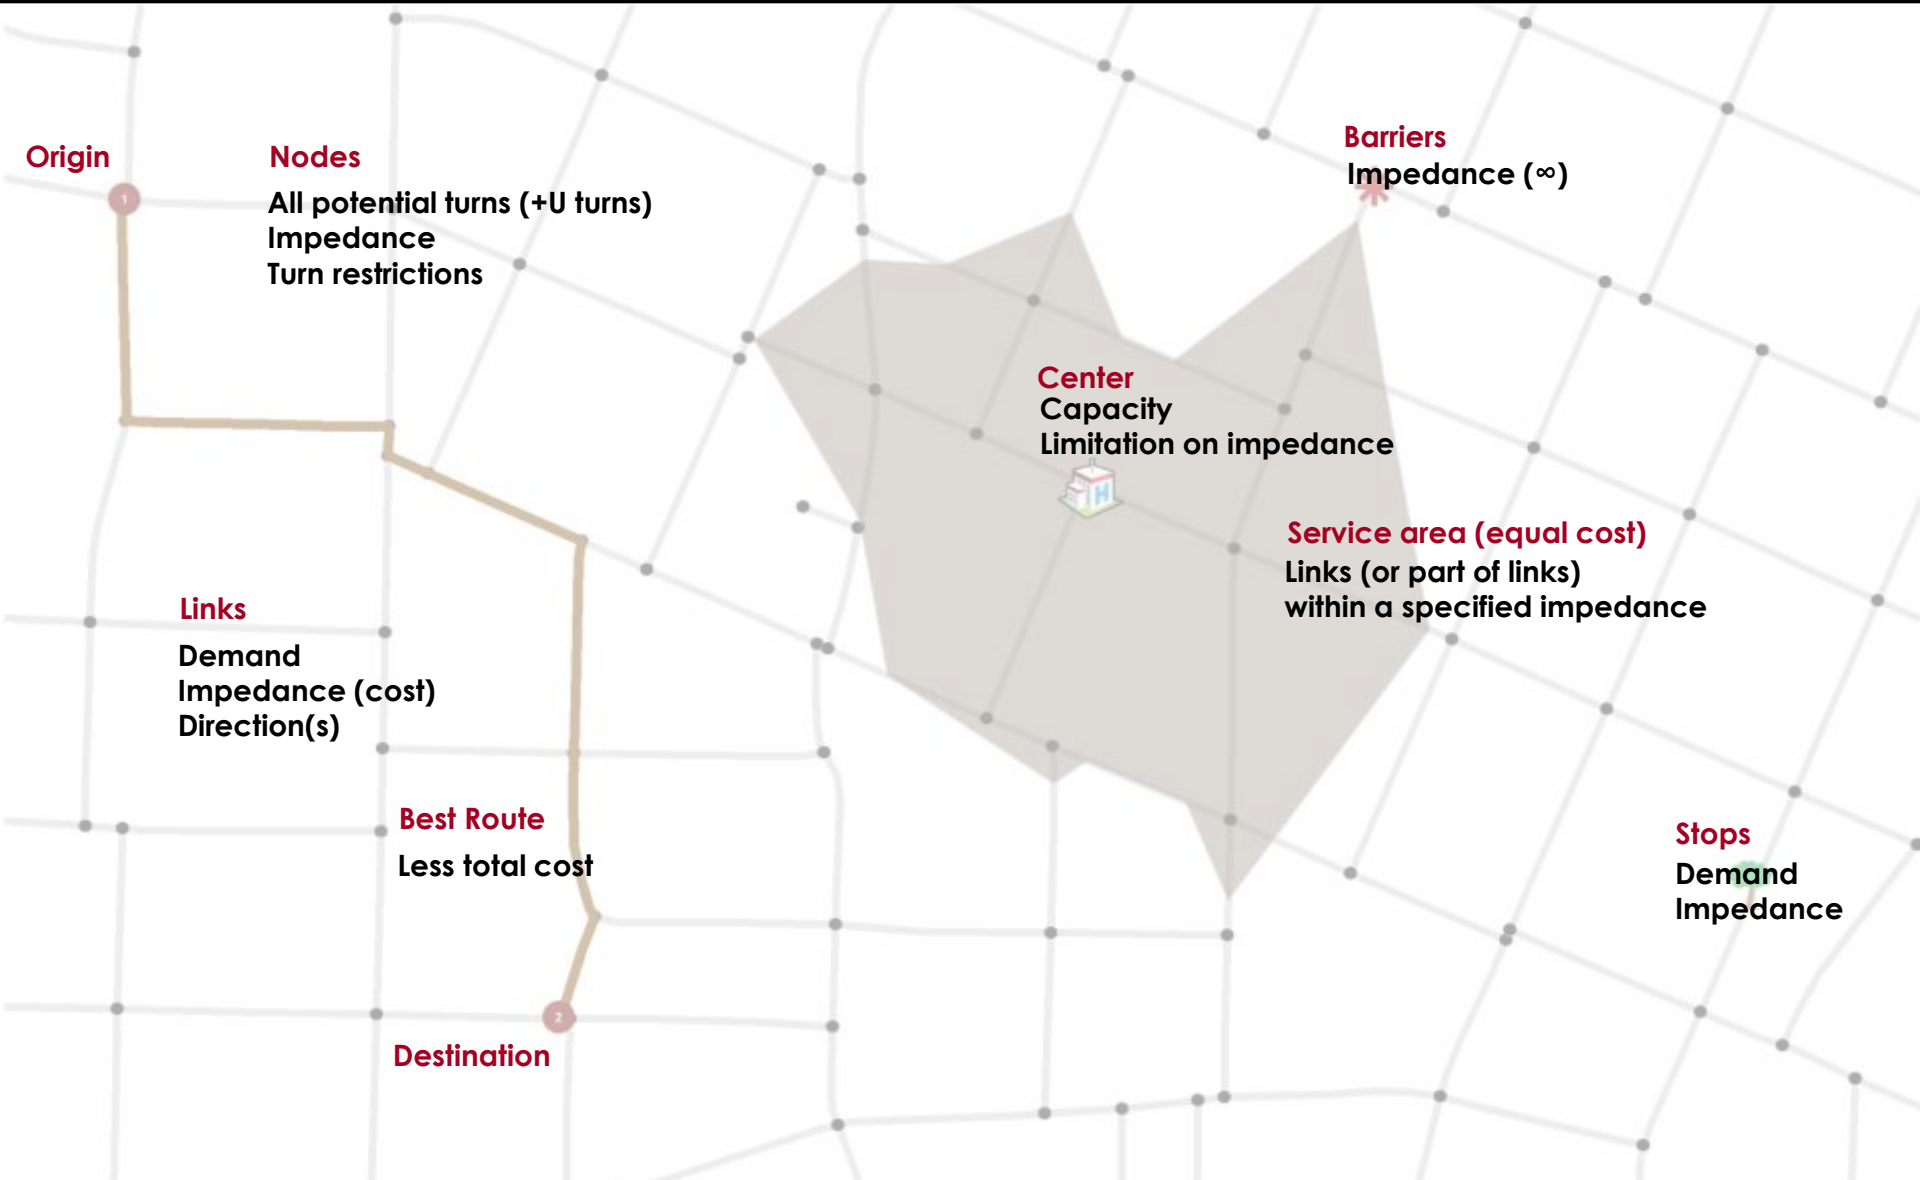 Origin
1
Nodes
All potential turns (+U turns)
Impedance
Turn restrictions
Barriers
Impedance (∞)
Center
Capacity
Limitation on impedance
H
Service area (equal cost)
Links (or part of links)
within a specified impedance
Links
Demand
Impedance (cost)
Direction(s)
Best Route
Less total cost
Stops
Demand
Impedance
2
Destination